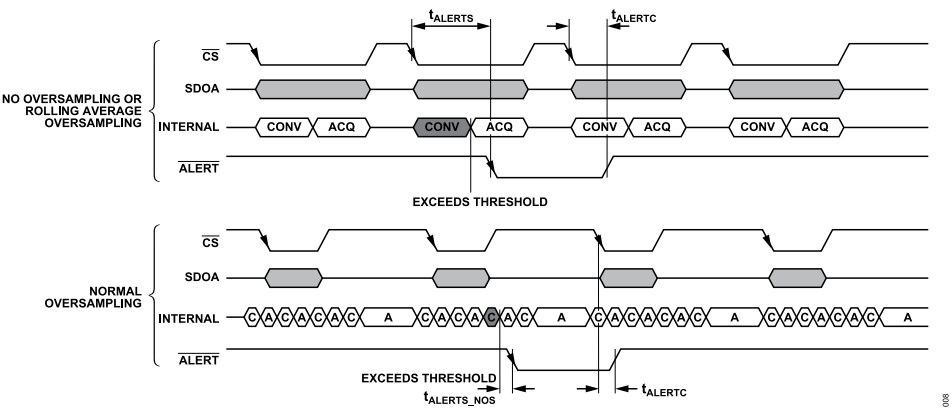 tALERTS
tALERTC
CS
SDOA
NO OVERSAMPLING OR
ROLLING AVERAGE
OVERSAMPLING
INTERNAL
CONV ACQ CONV ACQ CONV ACQ CONV ACQ
ALERT
EXCEEDS THRESHOLD
CS
SDOA
NORMAL
OVERSAMPLING
INTERNAL
C A C A C A C A C A C A C A C A C A C A C A C A C A C A C A C A
ALERT
EXCEEDS THRESHOLD
tALERTS_NOS
tALERTC
008